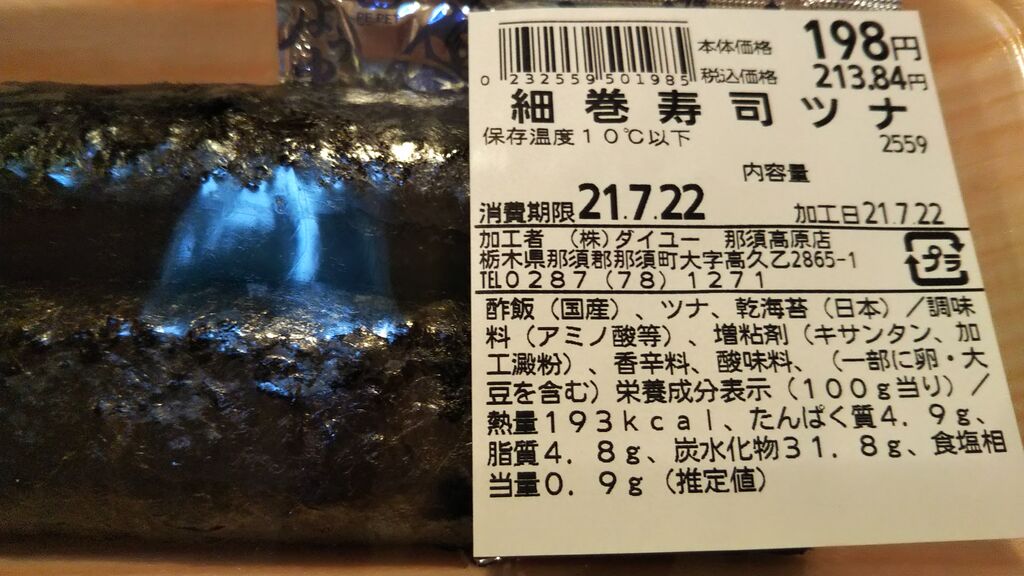 PE,PET
本体価格 198円
0 232559 501985
税込価格 213.84円
細巻寿司ツナ
保存温度10℃以下 2559
内容量
消費期限21.7.22 加工日21.7.22
加工者 (株)ダイユー 那須高原店
栃木県那須郡那須町大字高久乙2865-1
TEL0287(78)1271
プラ
酢飯(国産)、ツナ、乾海苔(日本)/調味
料(アミノ酸等)、増粘剤(キサンタン、加
工澱粉)、香辛料、酸味料、(一部に卵・大
豆を含む)栄養成分表示(100g当り)/
熱量193kcal、たんぱく質4.9g、
脂質4.8g、炭水化物31.8g、食塩相
当量0.9g(推定値)